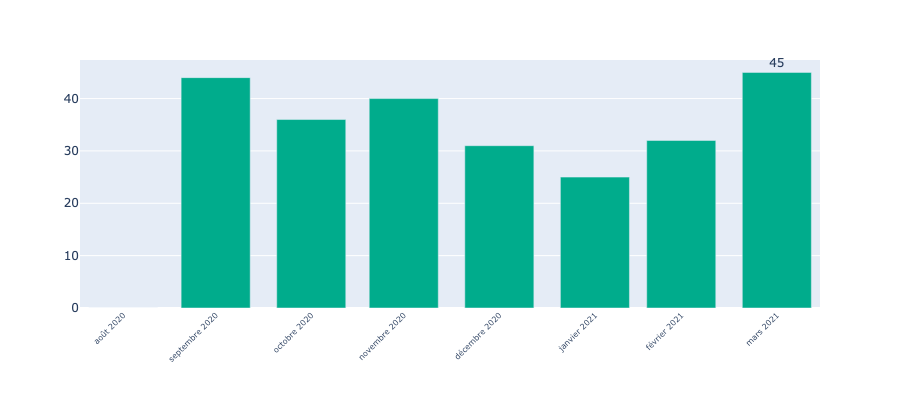 45
40
30
20
10
0
août 2020
septembre 2020
octobre 2020
novembre 2020
décembre 2020
janvier 2021
février 2021
mars 2021